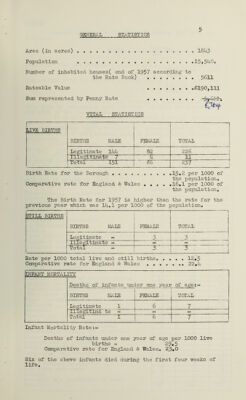 5
GENERAL STATISTICS
Area (in acres) . . . . . . . . . . . . . . . . . 1843
Population . . . . . . . . . . . . . . . . . 15,540.
Number of inhabited houses( end of 1957 according to
the Rate Book) . . . . . . . . . 5611
Rateable Value . . . . . . . . . . . . . £190,111
Sum represented by Penny Rate . . . . . . . . .
VITAL STATISTICS
LIVE BIRTHS
BIRTHS MALE FEMALE TOTAL
Legitimate 144 82 226
Illegitimate 7 4 11
Total 151 86 237
Birth Rate for the Borough . . . . . . . . . 15.2 per 1000 of
the population.
Comparative rate for England & Wales . . . . . 16.1 per 1000 of
the population.
The Birth Rate for 1957 is higher than the rate for the
previous year which was 14.1 per 1000 of the population.
STILL BIRTHS
BIRTHS MALE FEMALE TOTAL
Legitimate - 3 3
Illegitimate - - -
Total - 3 3
Rate per 1000 total live and still births. . . . . 12.5
Comparative rate for England & Wales . . . . . . . 22.4
INFANT MORTALITY
Deaths of infants under one year of age:-
BIRTHS MALE FEMALE TOTAL
Legitimate 1 6 7
Illegitimate - - -
Total 1 6 7
Infant Mortality Rate:-
Deaths of infants under one year of age per 1000 live
births = 29.5
Comparative rate for England & Wales. 23.0
Six of the above infants died during the first four weeks of
life.